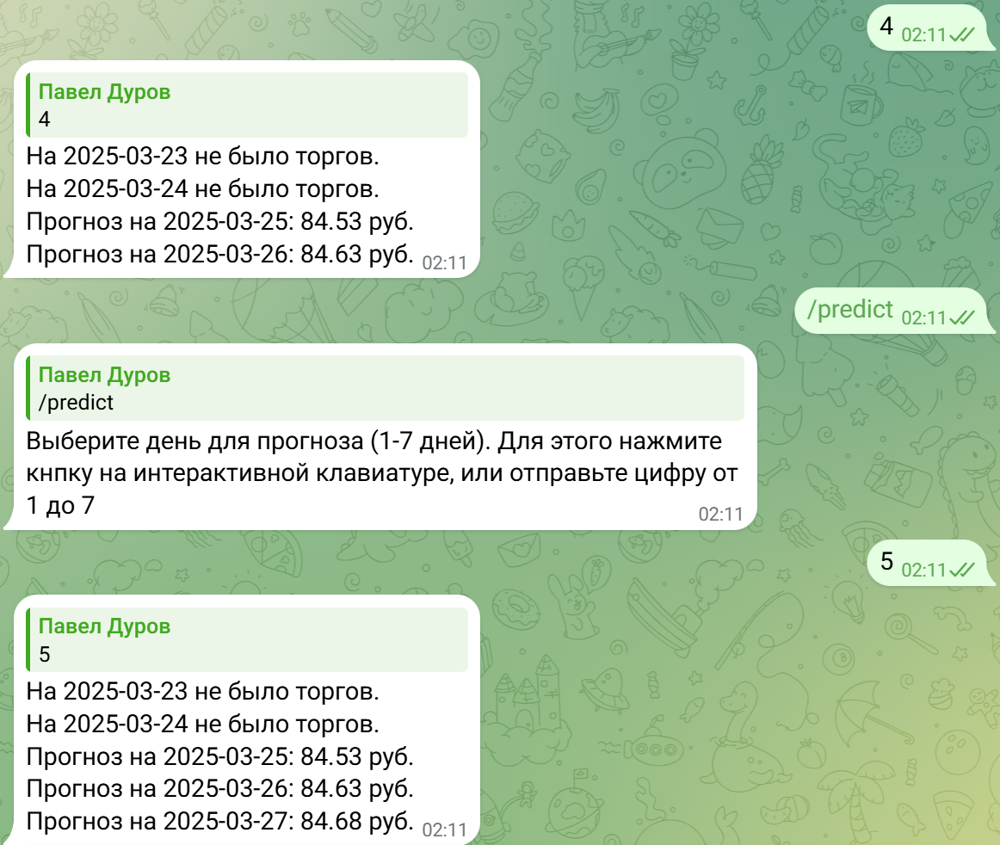 4 02:11
Павел Дуров
4
На 2025-03-23 не было торгов.
На 2025-03-24 не было торгов.
Прогноз на 2025-03-25: 84.53 руб.
Прогноз на 2025-03-26: 84.63 руб. 02:11
/predict 02:11
Павел Дуров
/predict
Выберите день для прогноза (1-7 дней). Для этого нажмите
кнпку на интерактивной клавиатуре, или отправьте цифру от
1 до 7 02:11
5 02:11
Павел Дуров
5
На 2025-03-23 не было торгов.
На 2025-03-24 не было торгов.
Прогноз на 2025-03-25: 84.53 руб.
Прогноз на 2025-03-26: 84.63 руб.
Прогноз на 2025-03-27: 84.68 руб. 02:11